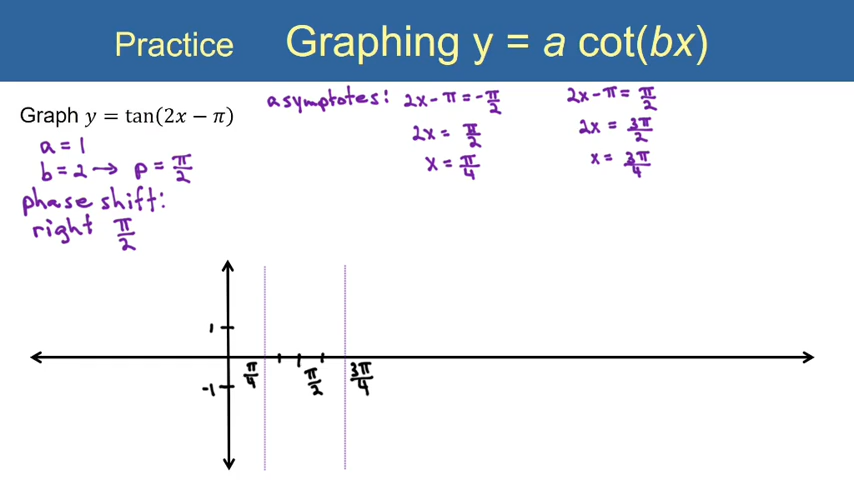 Practice Graphing y = a cot(bx)
asymptotes: 2x - π = -π/2 2x - π = π/2
Graph y = tan(2x − π)
2x = π/2 2x = 3π/2
a = 1
x = π/4 x = 3π/4
b = 2 → p = π/2
phase shift:
right π/2
1
π/4 π/2 3π/4
-1